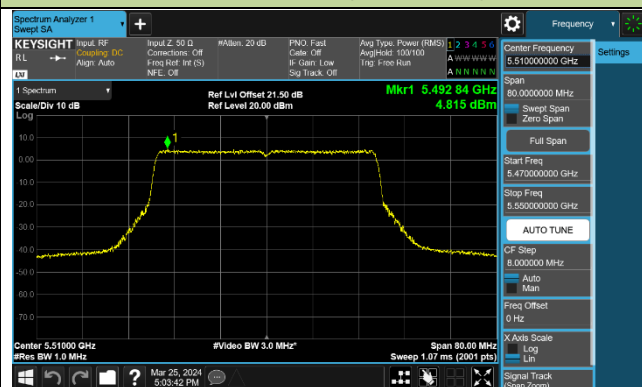 Spectrum Analyzer 1
Swept SA
Frequency
KEYSIGHT
RL
LXI
Input: RF
Coupling: DC
Align: Auto
Input Z: 50 Ω
Corrections: Off
Freq Ref: Int (S)
NFE: Off
#Atten: 20 dB
PNO: Fast
Gate: Off
IF Gain: Low
Sig Track: Off
Avg Type: Power (RMS)
Avg|Hold: 100/100
Trig: Free Run
1 2 3 4 5 6
A W W W W W
A N N N N N
1 Spectrum
Scale/Div 10 dB
Log
Ref Lvl Offset 21.50 dB
Ref Level 20.00 dBm
Mkr1 5.492 84 GHz
4.815 dBm
1
10.0
0.00
-10.0
-20.0
-30.0
-40.0
-50.0
-60.0
-70.0
Center 5.51000 GHz
#Res BW 1.0 MHz
#Video BW 3.0 MHz*
Span 80.00 MHz
Sweep 1.07 ms (2001 pts)
Mar 25, 2024
5:03:42 PM
Center Frequency
5.510000000 GHz
Settings
Span
80.0000000 MHz
Swept Span
Zero Span
Full Span
Start Freq
5.470000000 GHz
Stop Freq
5.550000000 GHz
AUTO TUNE
CF Step
8.000000 MHz
Auto
Man
Freq Offset
0 Hz
X Axis Scale
Log
Lin
Signal Track
(Span Zoom)